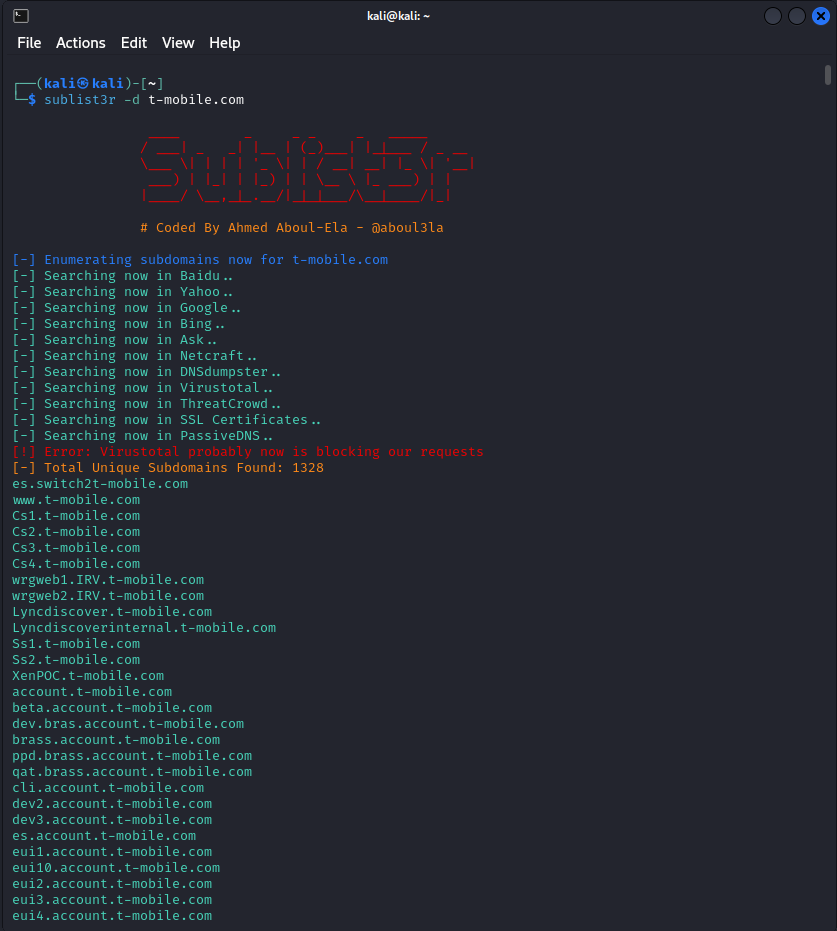 kali@kali: ~
File Actions Edit View Help
┌──(kali㉿kali)-[~]
└─$ sublist3r -d t-mobile.com
Sublist3r
# Coded By Ahmed Aboul-Ela - @aboul3la
[-] Enumerating subdomains now for t-mobile.com
[-] Searching now in Baidu..
[-] Searching now in Yahoo..
[-] Searching now in Google..
[-] Searching now in Bing..
[-] Searching now in Ask..
[-] Searching now in Netcraft..
[-] Searching now in DNSdumpster..
[-] Searching now in Virustotal..
[-] Searching now in ThreatCrowd..
[-] Searching now in SSL Certificates..
[-] Searching now in PassiveDNS..
[!] Error: Virustotal probably now is blocking our requests
[-] Total Unique Subdomains Found: 1328
es.switch2t-mobile.com
www.t-mobile.com
Cs1.t-mobile.com
Cs2.t-mobile.com
Cs3.t-mobile.com
Cs4.t-mobile.com
wrgweb1.IRV.t-mobile.com
wrgweb2.IRV.t-mobile.com
Lyncdiscover.t-mobile.com
Lyncdiscoverinternal.t-mobile.com
Ss1.t-mobile.com
Ss2.t-mobile.com
XenPOC.t-mobile.com
account.t-mobile.com
beta.account.t-mobile.com
dev.bras.account.t-mobile.com
brass.account.t-mobile.com
ppd.brass.account.t-mobile.com
qat.brass.account.t-mobile.com
cli.account.t-mobile.com
dev2.account.t-mobile.com
dev3.account.t-mobile.com
es.account.t-mobile.com
eui1.account.t-mobile.com
eui10.account.t-mobile.com
eui2.account.t-mobile.com
eui3.account.t-mobile.com
eui4.account.t-mobile.com